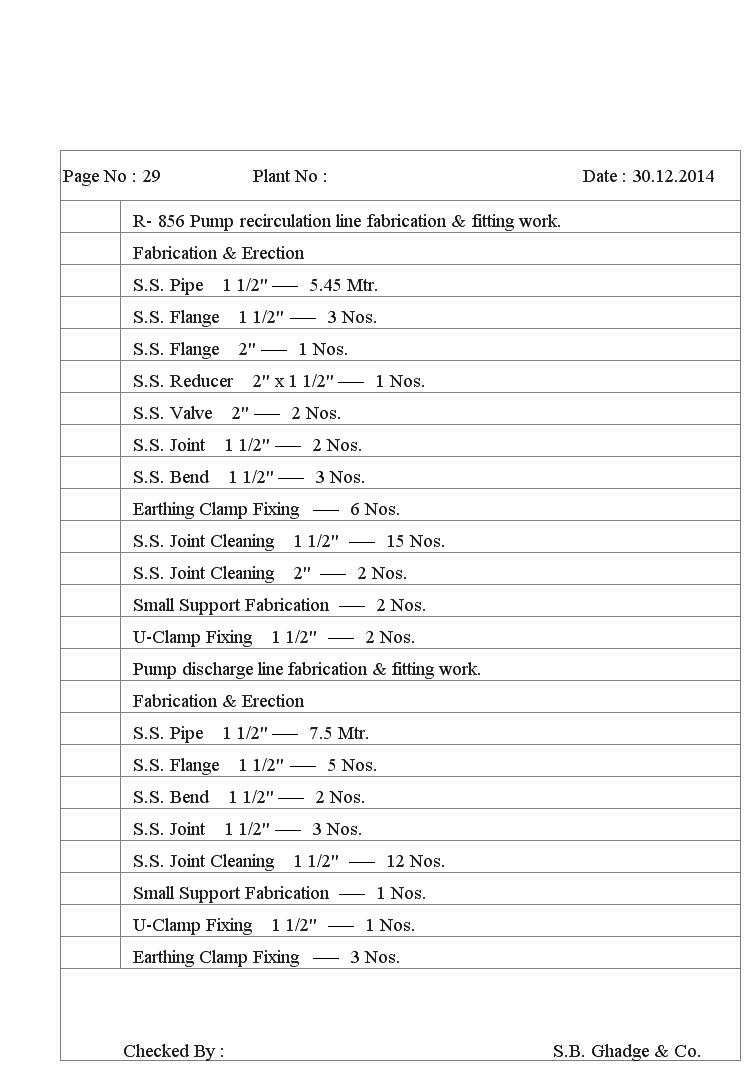 Page No : 29 Plant No : Date : 30.12.2014
R- 856 Pump recirculation line fabrication & fitting work.
Fabrication & Erection
S.S. Pipe 1 1/2" — 5.45 Mtr.
S.S. Flange 1 1/2" — 3 Nos.
S.S. Flange 2" — 1 Nos.
S.S. Reducer 2" x 1 1/2" — 1 Nos.
S.S. Valve 2" — 2 Nos.
S.S. Joint 1 1/2" — 2 Nos.
S.S. Bend 1 1/2" — 3 Nos.
Earthing Clamp Fixing — 6 Nos.
S.S. Joint Cleaning 1 1/2" — 15 Nos.
S.S. Joint Cleaning 2" — 2 Nos.
Small Support Fabrication — 2 Nos.
U-Clamp Fixing 1 1/2" — 2 Nos.
Pump discharge line fabrication & fitting work.
Fabrication & Erection
S.S. Pipe 1 1/2" — 7.5 Mtr.
S.S. Flange 1 1/2" — 5 Nos.
S.S. Bend 1 1/2" — 2 Nos.
S.S. Joint 1 1/2" — 3 Nos.
S.S. Joint Cleaning 1 1/2" — 12 Nos.
Small Support Fabrication — 1 Nos.
U-Clamp Fixing 1 1/2" — 1 Nos.
Earthing Clamp Fixing — 3 Nos.
Checked By : S.B. Ghadge & Co.